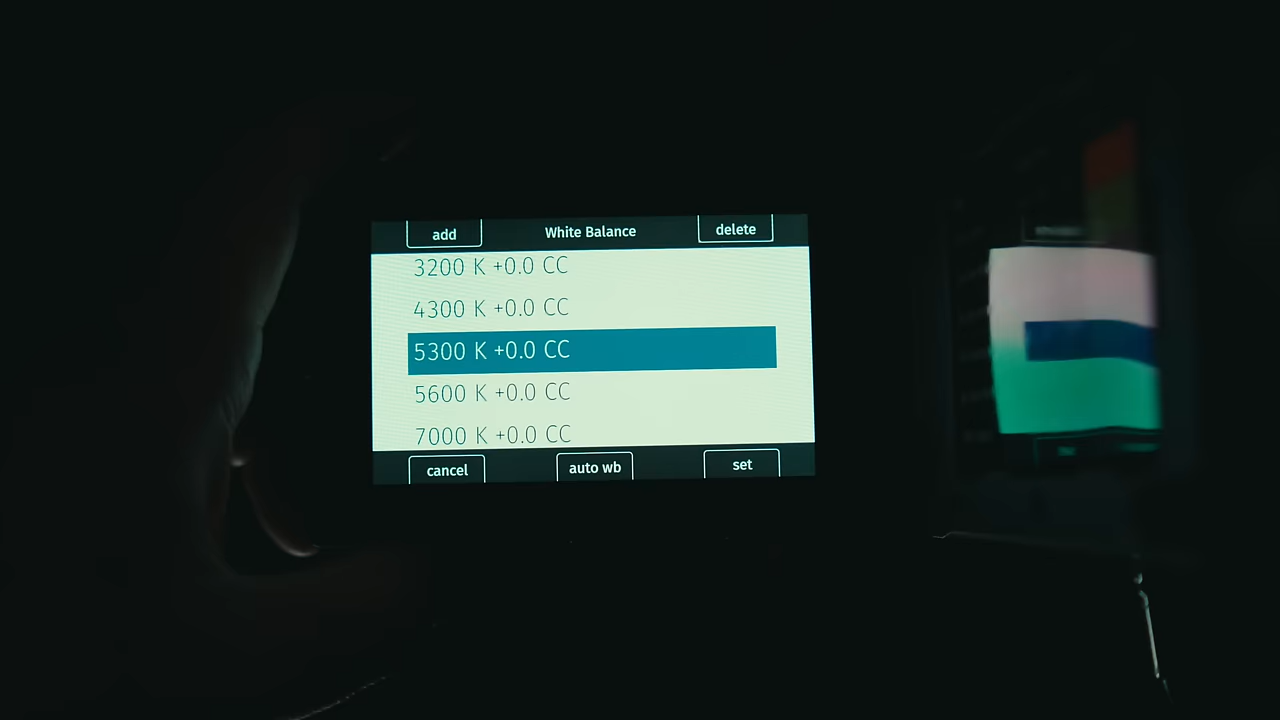 add White Balance delete
3200 K +0.0 CC
4300 K +0.0 CC
5300 K +0.0 CC
5600 K +0.0 CC
7000 K +0.0 CC
cancel auto wb set